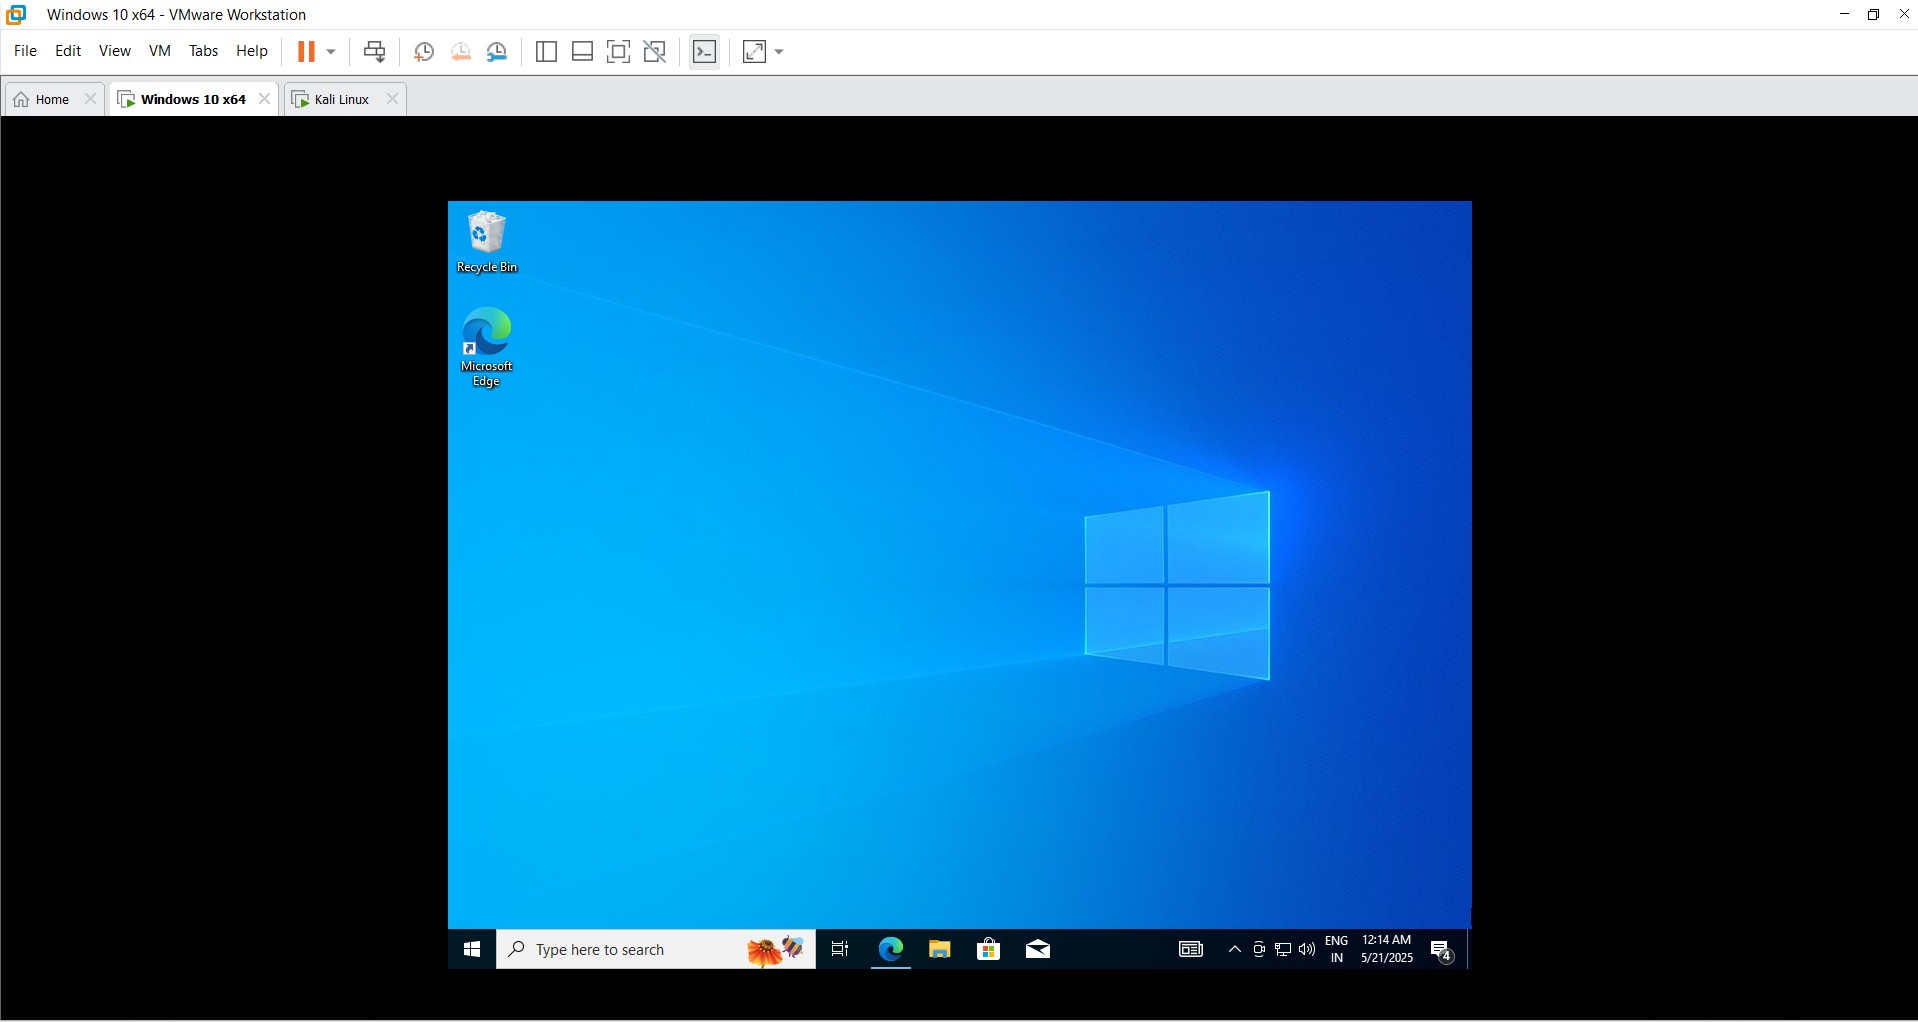 Windows 10 x64 - VMware Workstation
File Edit View VM Tabs Help
Home Windows 10 x64 Kali Linux
Recycle Bin
Microsoft
Edge
Type here to search
ENG
IN
12:14 AM
5/21/2025
4